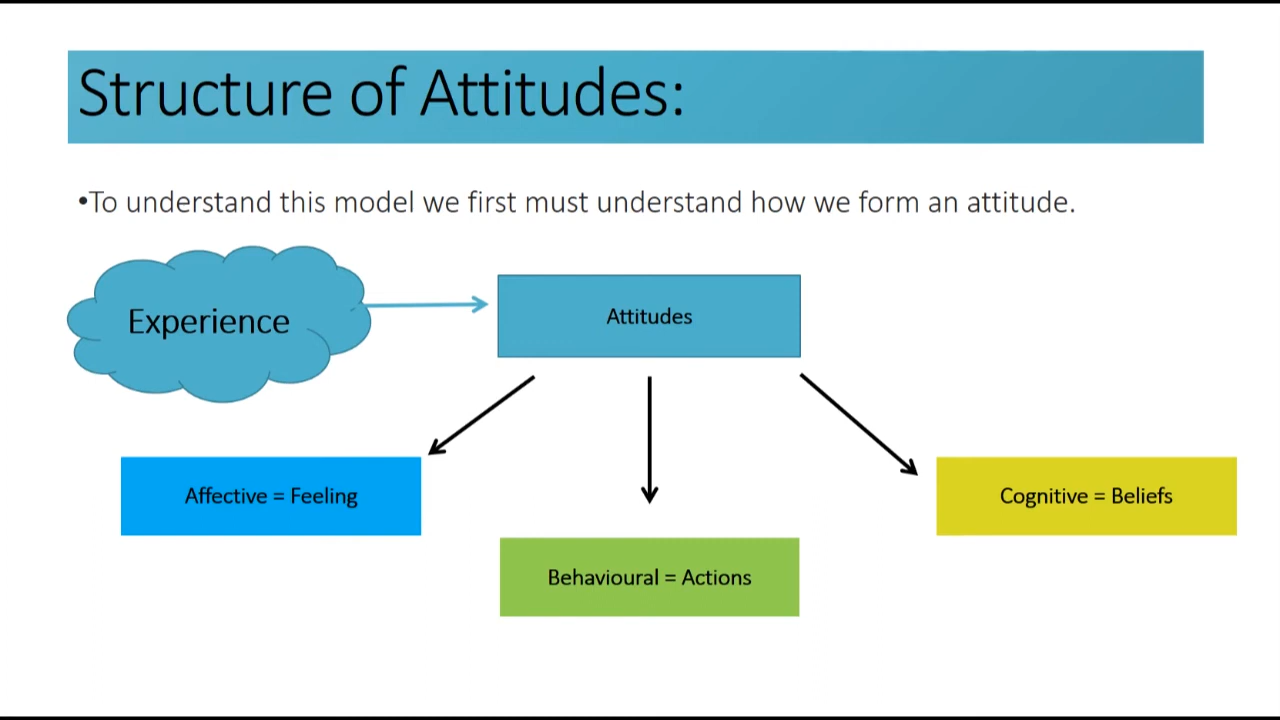 Structure of Attitudes:
•To understand this model we first must understand how we form an attitude.
Experience
Attitudes
Affective = Feeling
Cognitive = Beliefs
Behavioural = Actions